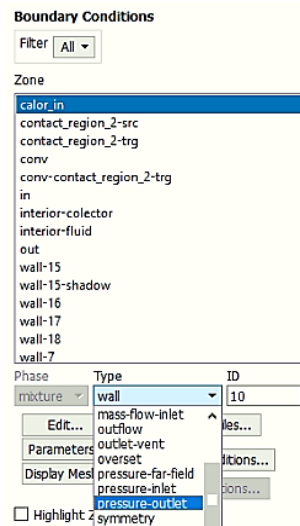 Boundary Conditions
Filter All
Zone
calor_in
contact_region_2-src
contact_region_2-trg
conv
conv-contact_region_2-trg
in
interior-colector
interior-fluid
out
wall-15
wall-15-shadow
wall-16
wall-17
wall-18
wall-7
Phase Type ID
mixture wall 10
mass-flow-inlet
Edit... outflow
outlet-vent
Parameters overset
pressure-far-field
Display pressure-inlet
pressure-outlet
Highlight symmetry